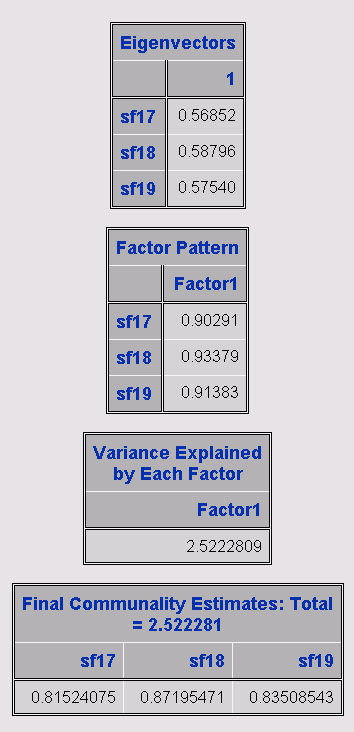 Eigenvectors
1
sf17 0.56852
sf18 0.58796
sf19 0.57540
Factor Pattern
Factor1
sf17 0.90291
sf18 0.93379
sf19 0.91383
Variance Explained
by Each Factor
Factor1
2.5222809
Final Communality Estimates: Total
= 2.522281
sf17 sf18 sf19
0.81524075 0.87195471 0.83508543